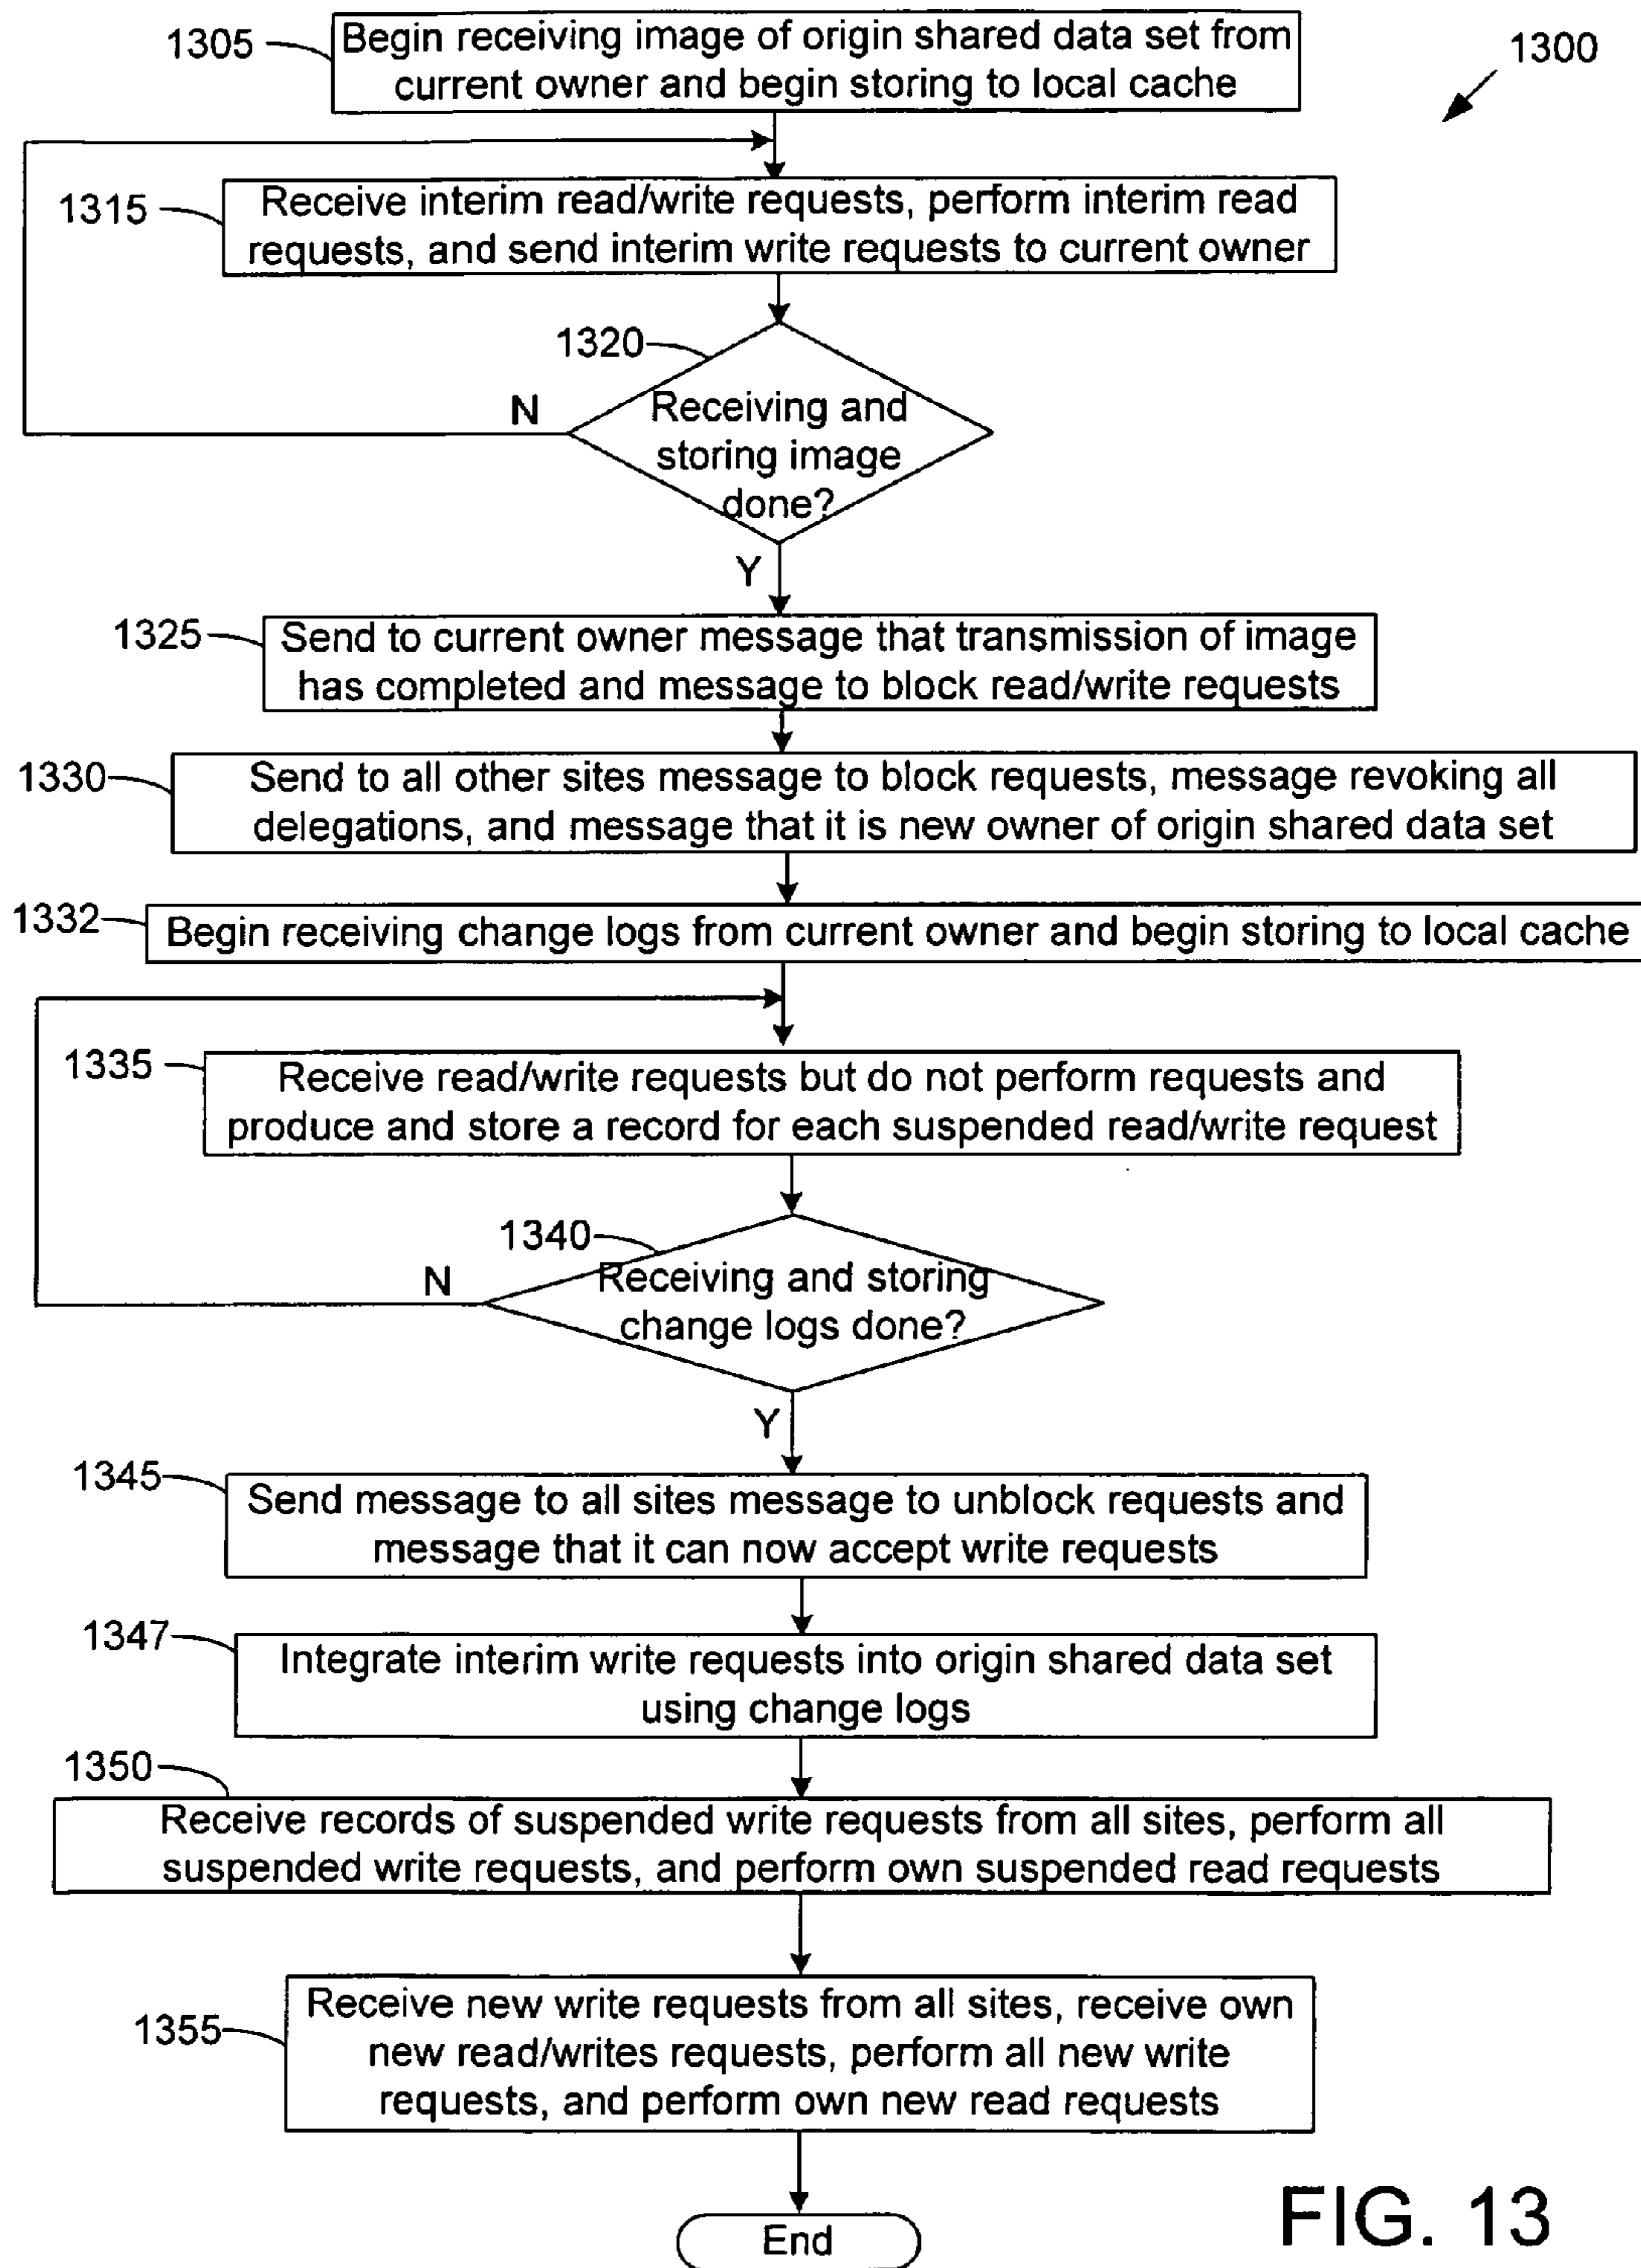 1305
Begin receiving image of origin shared data set from
current owner and begin storing to local cache
1300
1315
Receive interim read/write requests, perform interim read
requests, and send interim write requests to current owner
1320
N
Receiving and
storing image
done?
Y
1325
Send to current owner message that transmission of image
has completed and message to block read/write requests
1330
Send to all other sites message to block requests, message revoking all
delegations, and message that it is new owner of origin shared data set
1332
Begin receiving change logs from current owner and begin storing to local cache
1335
Receive read/write requests but do not perform requests and
produce and store a record for each suspended read/write request
1340
N
Receiving and storing
change logs done?
Y
1345
Send message to all sites message to unblock requests and
message that it can now accept write requests
1347
Integrate interim write requests into origin shared data set
using change logs
1350
Receive records of suspended write requests from all sites, perform all
suspended write requests, and perform own suspended read requests
1355
Receive new write requests from all sites, receive own
new read/writes requests, perform all new write
requests, and perform own new read requests
End
FIG. 13